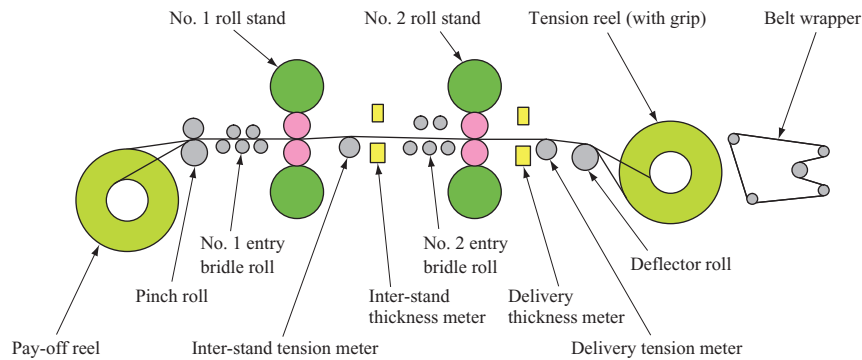 No. 1 roll stand
No. 2 roll stand
Tension reel (with grip)
Belt wrapper
No. 1 entry
bridle roll
No. 2 entry
bridle roll
Deflector roll
Pinch roll
Inter-stand
thickness meter
Delivery
thickness meter
Pay-off reel
Inter-stand tension meter
Delivery tension meter